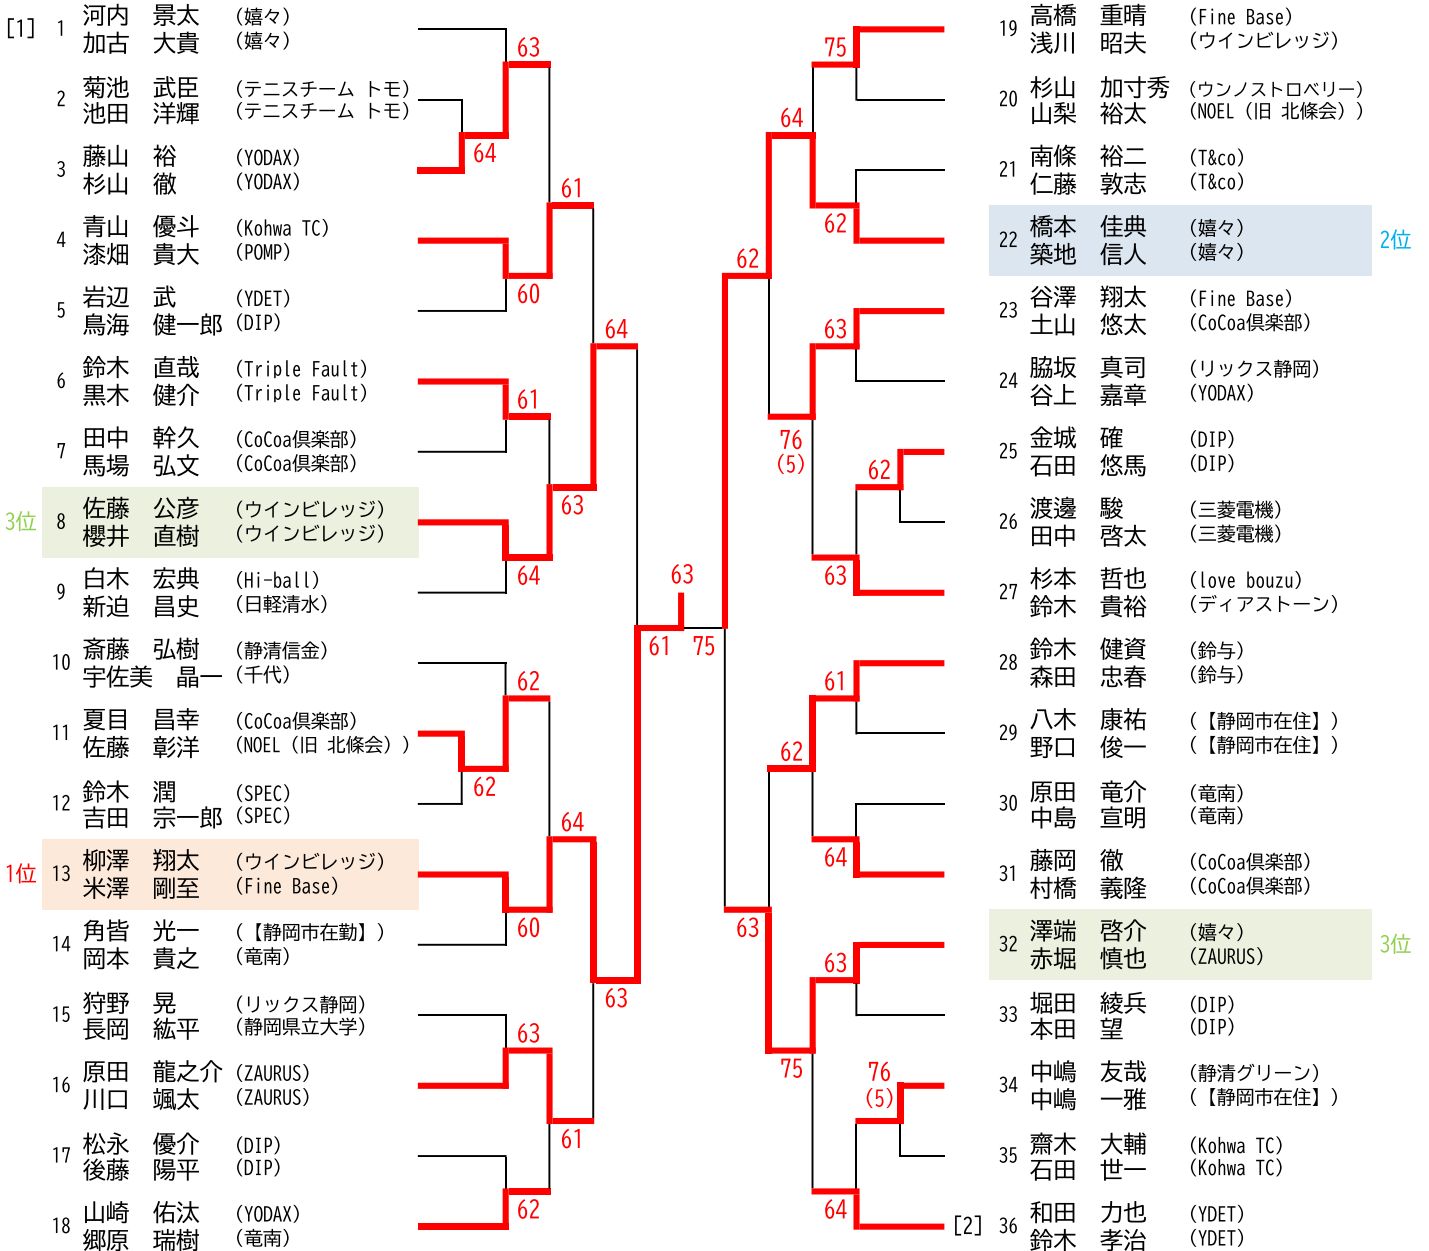 [1] 1 河内 景太 (嬉々)
加古 大貴 (嬉々)
2 菊池 武臣 (テニスチーム トモ)
池田 洋輝 (テニスチーム トモ)
3 藤山 裕 (YODAX)
杉山 徹 (YODAX)
4 青山 優斗 (Kohwa TC)
漆畑 貴大 (POMP)
5 岩辺 武 (YDET)
鳥海 健一郎 (DIP)
6 鈴木 直哉 (Triple Fault)
黒木 健介 (Triple Fault)
7 田中 幹久 (CoCoa倶楽部)
馬場 弘文 (CoCoa倶楽部)
3位 8 佐藤 公彦 (ウインビレッジ)
櫻井 直樹 (ウインビレッジ)
9 白木 宏典 (Hi-ball)
新迫 昌史 (日軽清水)
10 斎藤 弘樹 (静清信金)
宇佐美 晶一 (千代)
11 夏目 昌幸 (CoCoa倶楽部)
佐藤 彰洋 (NOEL (旧 北條会) )
12 鈴木 潤 (SPEC)
吉田 宗一郎 (SPEC)
1位 13 柳澤 翔太 (ウインビレッジ)
米澤 剛至 (Fine Base)
14 角皆 光一 (【静岡市在勤】)
岡本 貴之 (竜南)
15 狩野 晃 (リックス静岡)
長岡 紘平 (静岡県立大学)
16 原田 龍之介 (ZAURUS)
川口 颯太 (ZAURUS)
17 松永 優介 (DIP)
後藤 陽平 (DIP)
18 山崎 佑汰 (YODAX)
郷原 瑞樹 (竜南)
63
64
61
60
64
61
63
64
62
62
64
60
63
63
61
62
63
61 75
75
64
62
62
63
76
(5)
62
63
61
62
64
63
63
75
76
(5)
64
19 高橋 重晴 (Fine Base)
浅川 昭夫 (ウインビレッジ)
20 杉山 加寸秀 (ウンノストロベリー)
山梨 裕太 (NOEL (旧 北條会) )
21 南條 裕二 (T&co)
仁藤 敦志 (T&co)
22 橋本 佳典 (嬉々) 2位
築地 信人 (嬉々)
23 谷澤 翔太 (Fine Base)
土山 悠太 (CoCoa倶楽部)
24 脇坂 真司 (リックス静岡)
谷上 嘉章 (YODAX)
25 金城 確 (DIP)
石田 悠馬 (DIP)
26 渡邊 駿 (三菱電機)
田中 啓太 (三菱電機)
27 杉本 哲也 (love bouzu)
鈴木 貴裕 (ディアストーン)
28 鈴木 健資 (鈴与)
森田 忠春 (鈴与)
29 八木 康祐 (【静岡市在住】)
野口 俊一 (【静岡市在住】)
30 原田 竜介 (竜南)
中島 宣明 (竜南)
31 藤岡 徹 (CoCoa倶楽部)
村橋 義隆 (CoCoa倶楽部)
32 澤端 啓介 (嬉々) 3位
赤堀 慎也 (ZAURUS)
33 堀田 綾兵 (DIP)
本田 望 (DIP)
34 中嶋 友哉 (静清グリーン)
中嶋 一雅 (【静岡市在住】)
35 齋木 大輔 (Kohwa TC)
石田 世一 (Kohwa TC)
[2] 36 和田 力也 (YDET)
鈴木 孝治 (YDET)